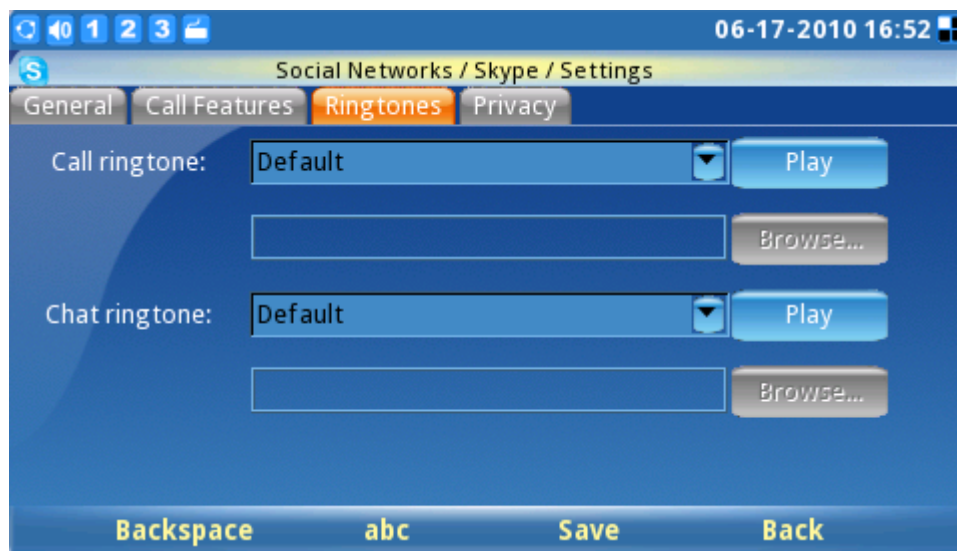 1 2 3 06-17-2010 16:52
S Social Networks / Skype / Settings
General Call Features Ringtones Privacy
Call ringtone: Default Play
Browse...
Chat ringtone: Default Play
Browse...
Backspace abc Save Back